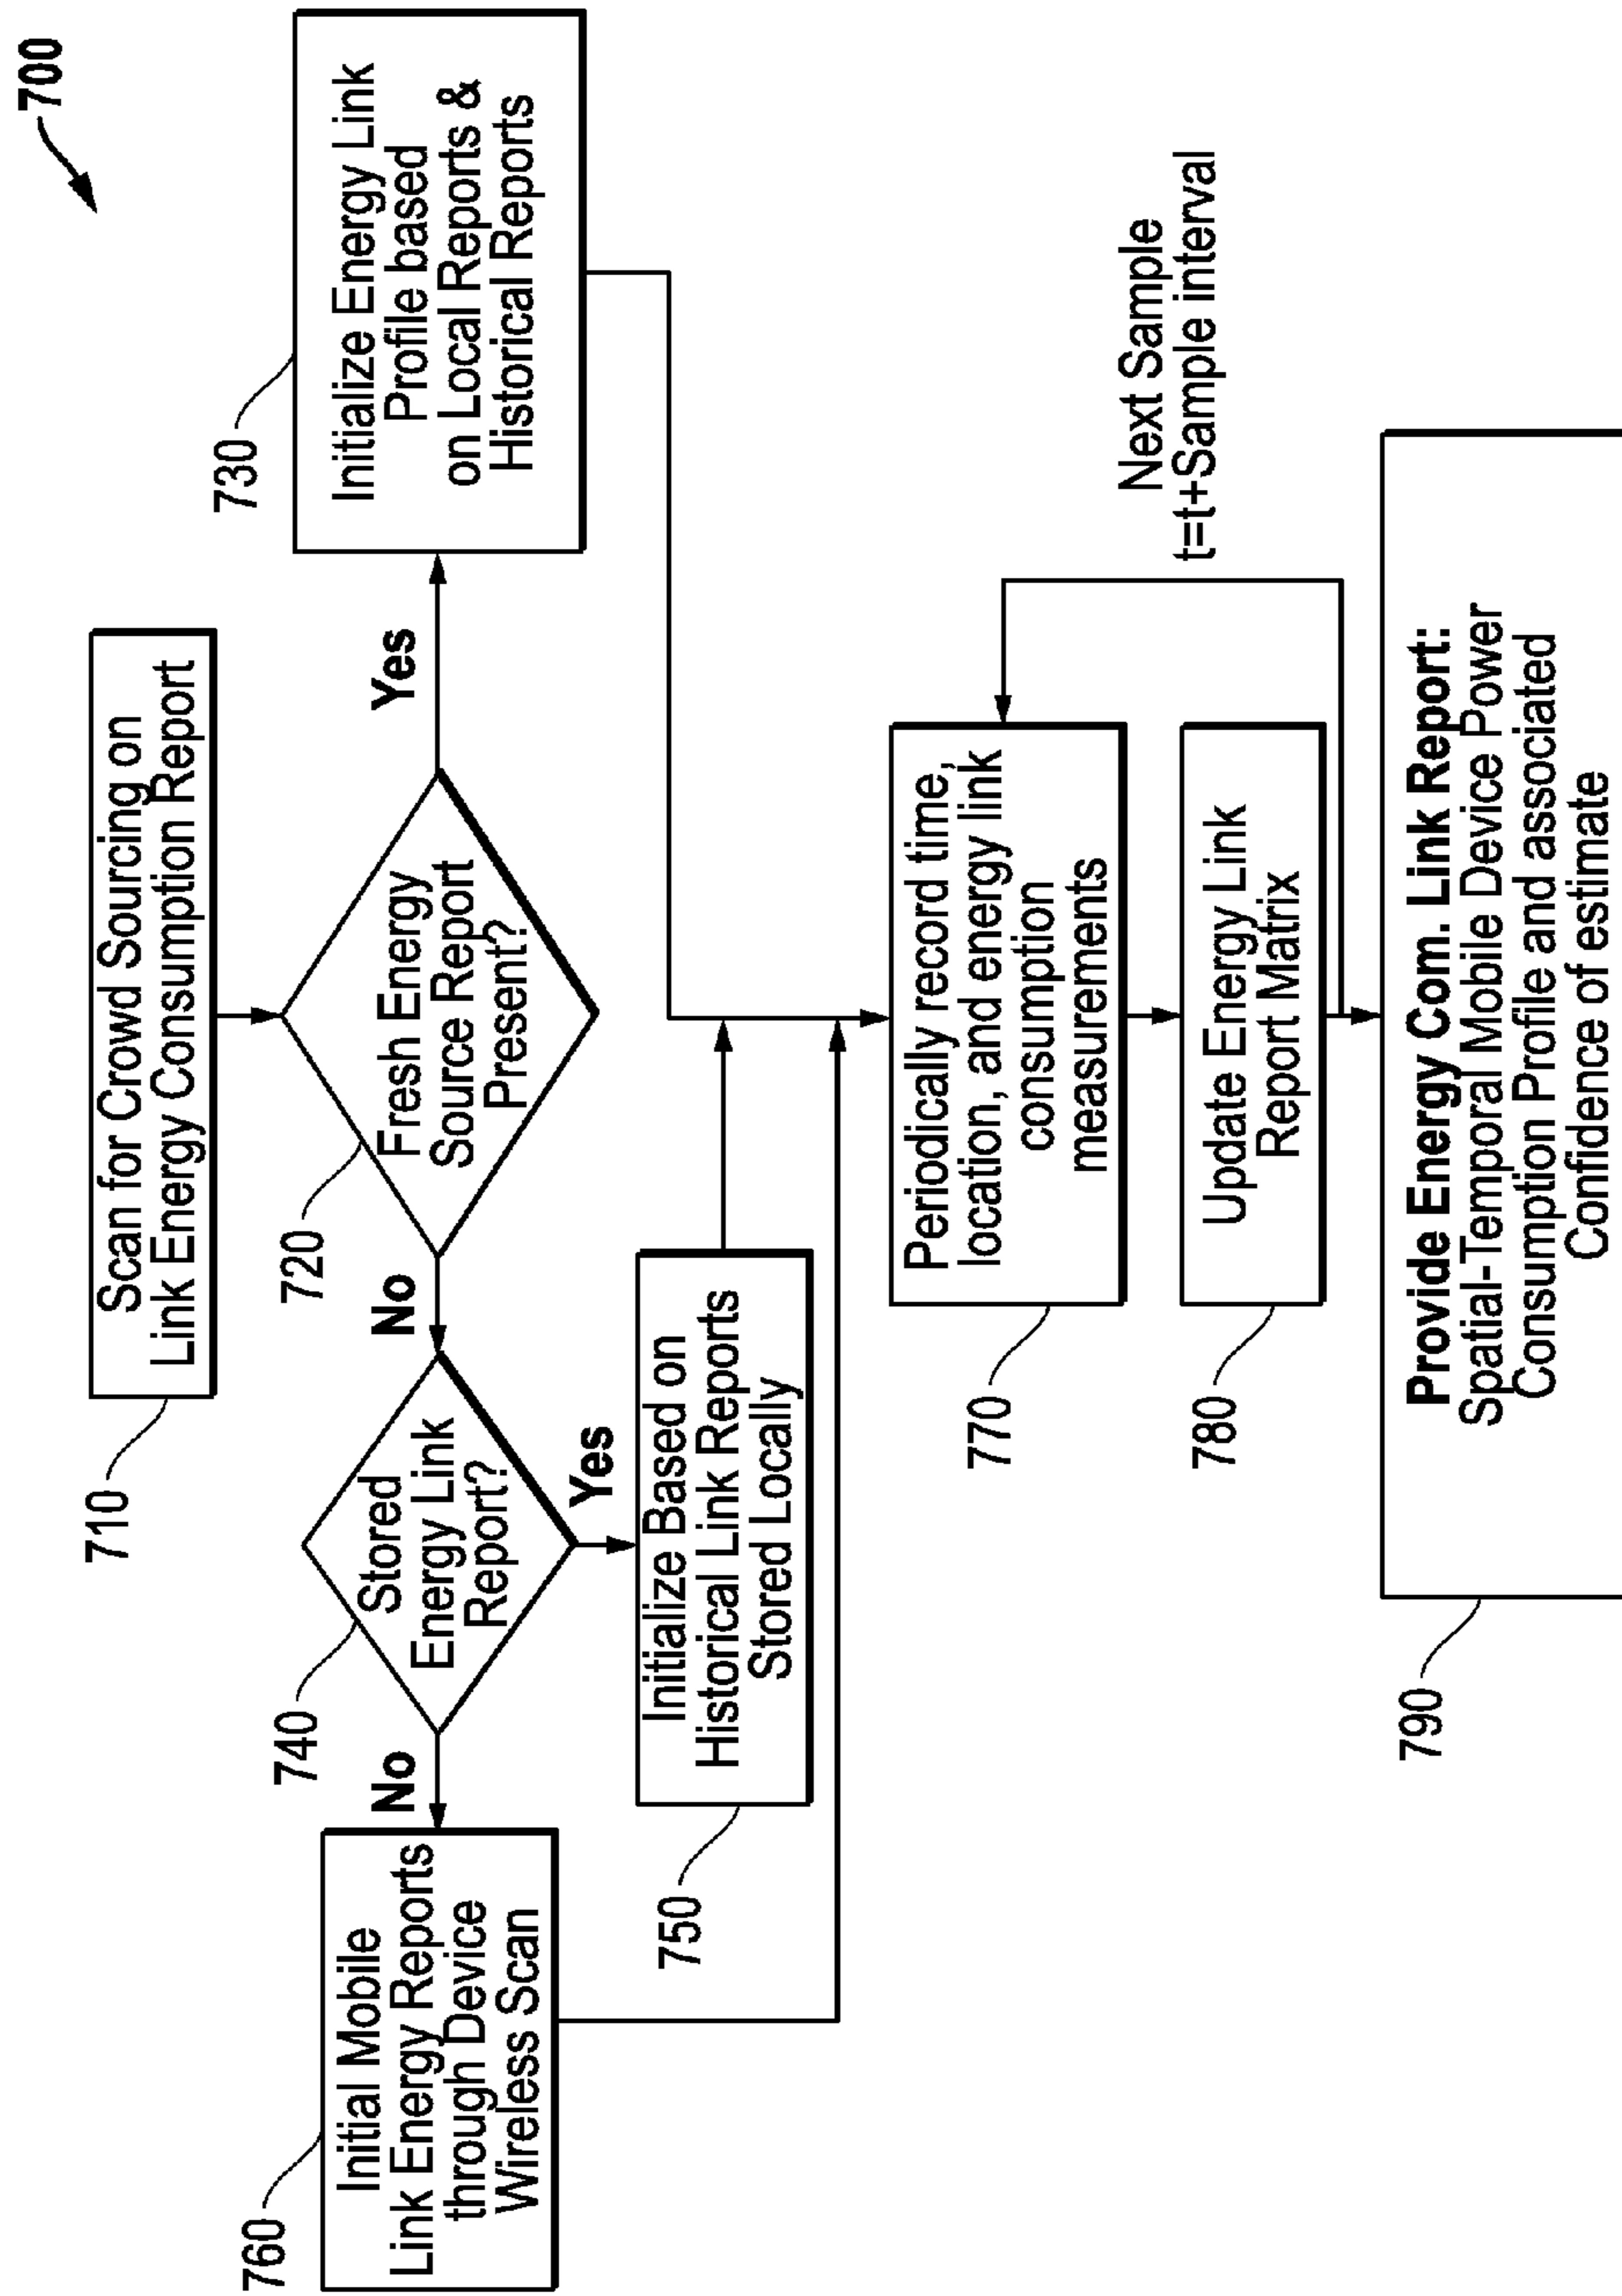 700
710
Scan for Crowd Sourcing on
Link Energy Consumption Report
720
Fresh Energy
Source Report
Present?
Yes
730
Initialize Energy Link
Profile based
on Local Reports &
Historical Reports
No
740
Stored
Energy Link
Report?
Yes
750
Initialize Based on
Historical Link Reports
Stored Locally
No
760
Initial Mobile
Link Energy Reports
through Device
Wireless Scan
770
Periodically record time,
location, and energy link
consumption
measurements
Next Sample
t=t+Sample interval
780
Update Energy Link
Report Matrix
790
Provide Energy Com. Link Report:
Spatial-Temporal Mobile Device Power
Consumption Profile and associated
Confidence of estimate